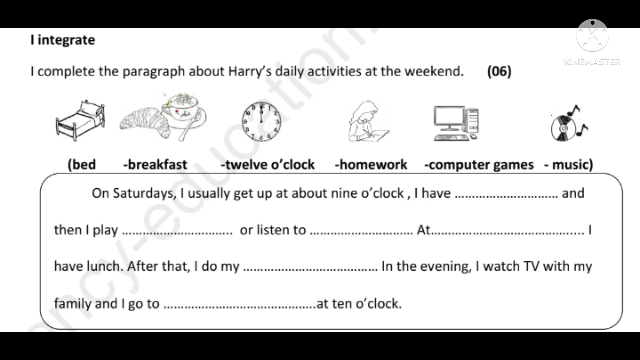 I integrate
KINEMASTER
I complete the paragraph about Harry's daily activities at the weekend. (06)
(bed -breakfast -twelve o'clock -homework -computer games - music)
On Saturdays, I usually get up at about nine o'clock , I have ………………………… and
then I play ………………………….. or listen to ………………………… At…………………………………….. I
have lunch. After that, I do my ………………………………… In the evening, I watch TV with my
family and I go to ……………………………………..at ten o'clock.